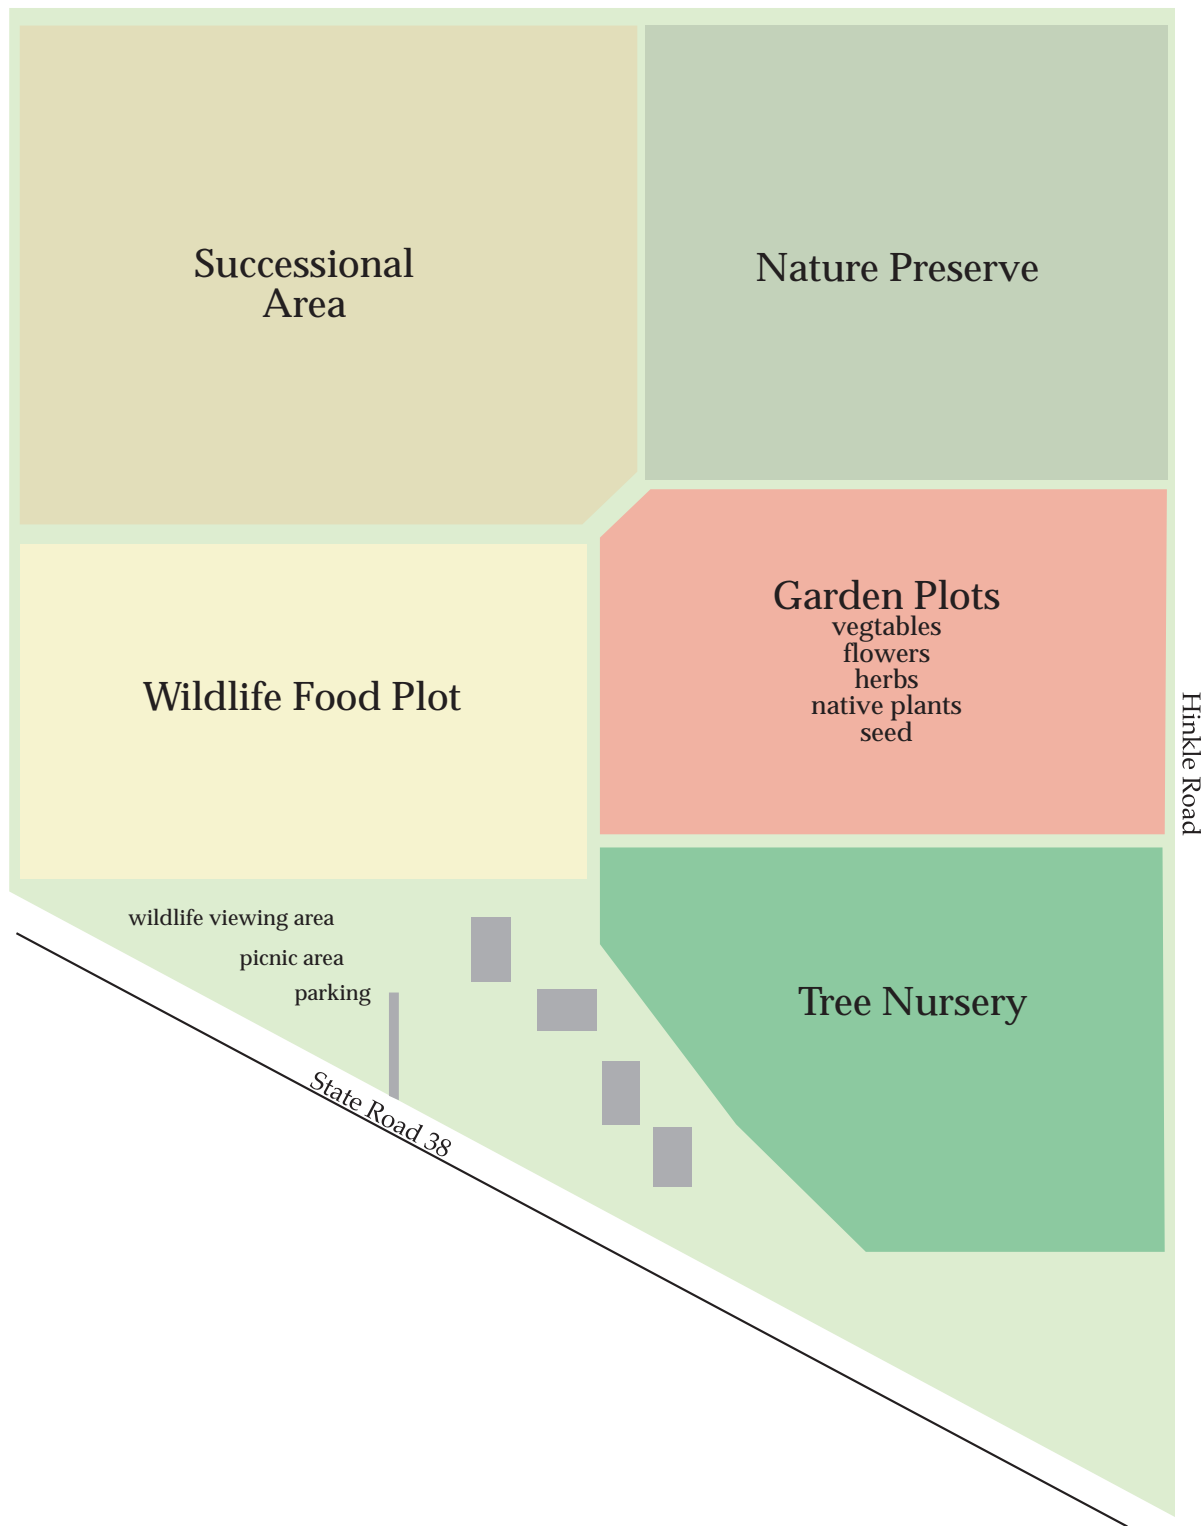 Successional
Area
Nature Preserve
Garden Plots
vegtables
flowers
herbs
native plants
seed
Wildlife Food Plot
Hinkle Road
wildlife viewing area
picnic area
parking
Tree Nursery
State Road 38